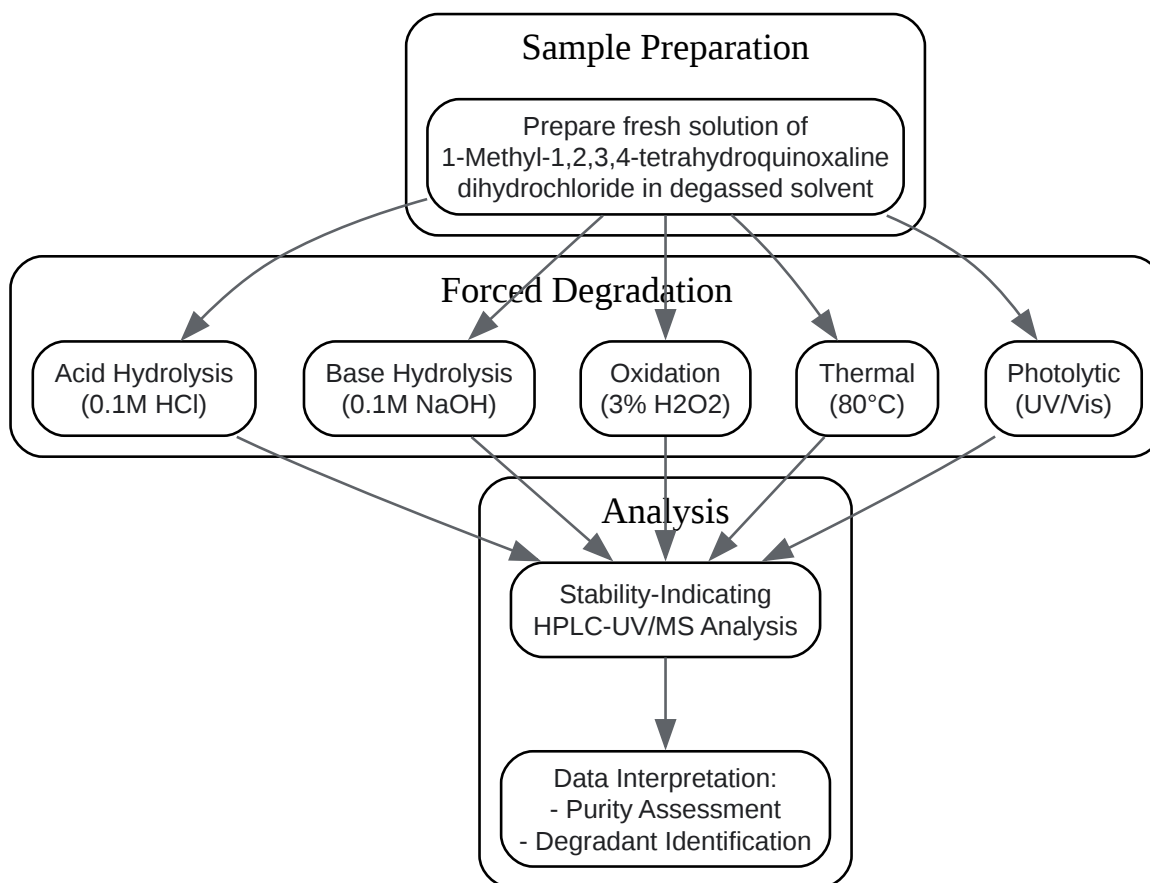 Sample Preparation
Prepare fresh solution of
1-Methyl-1,2,3,4-tetrahydroquinoxaline
dihydrochloride in degassed solvent
Forced Degradation
Acid Hydrolysis
(0.1M HCl)
Base Hydrolysis
(0.1M NaOH)
Oxidation
(3% H2O2)
Thermal
(80°C)
Photolytic
(UV/Vis)
Analysis
Stability-Indicating
HPLC-UV/MS Analysis
Data Interpretation:
- Purity Assessment
- Degradant Identification